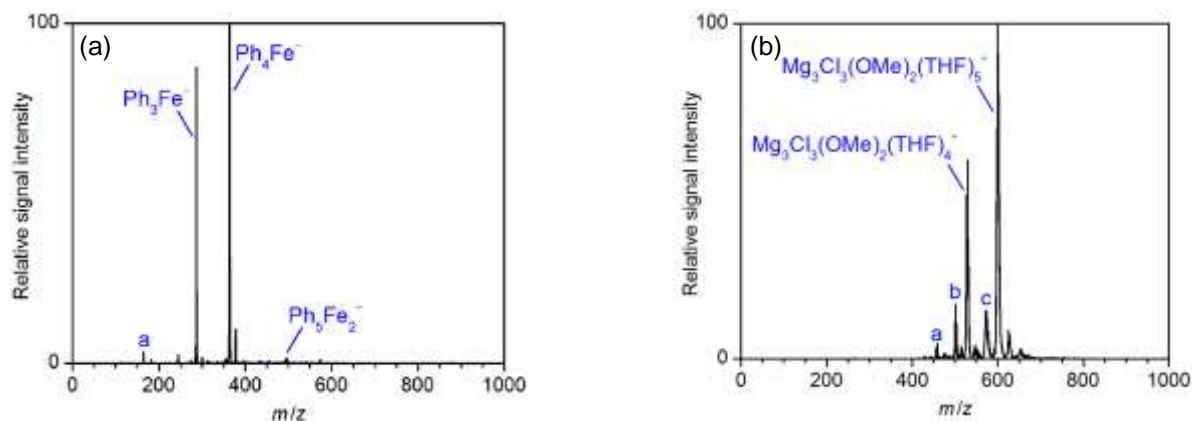 100
(a)
Ph₄Fe⁻
Ph₃Fe⁻
Relative signal intensity
Ph₅Fe₂⁻
a
0
0 200 400 600 800 1000
m/z
100
(b)
Mg₃Cl₃(OMe)₂(THF)₅⁻
Mg₃Cl₃(OMe)₂(THF)₄⁻
Relative signal intensity
b
c
a
0
0 200 400 600 800 1000
m/z